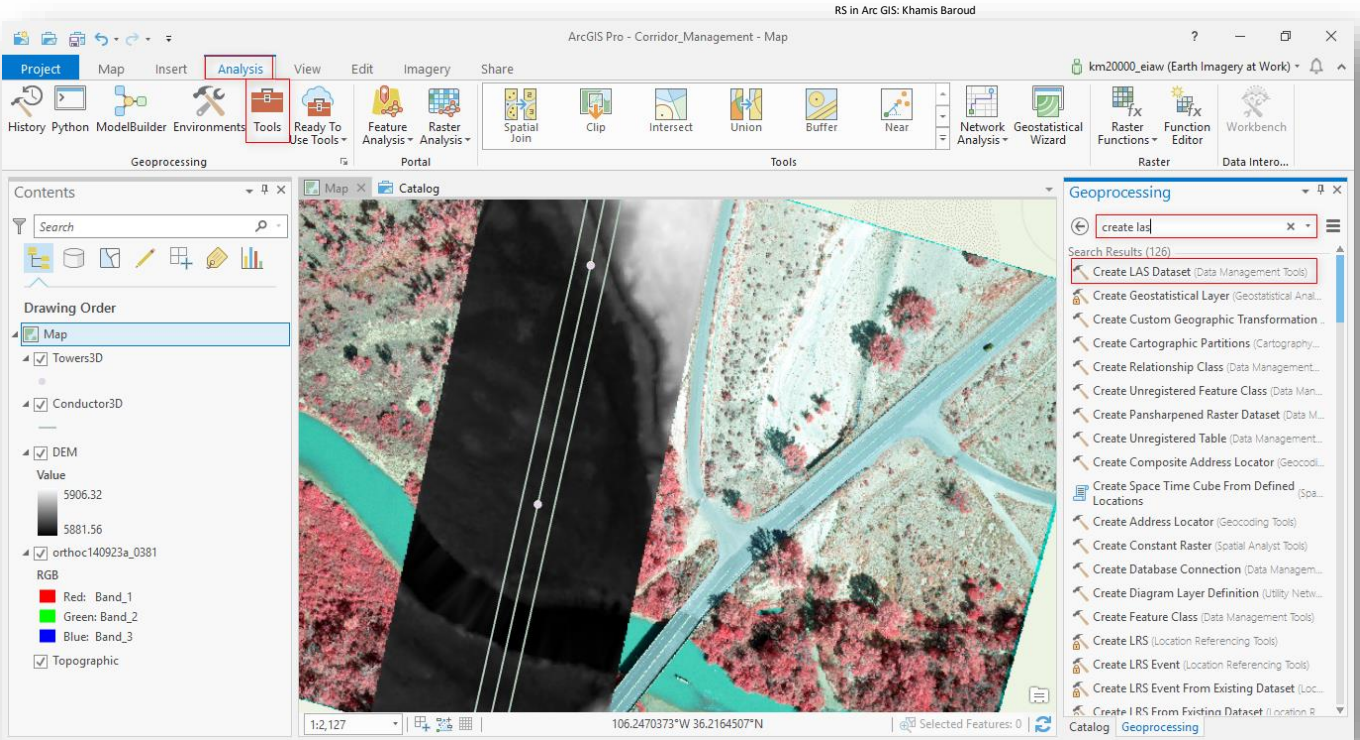 RS in Arc GIS: Khamis Baroud
ArcGIS Pro - Corridor_Management - Map
?
Project Map Insert Analysis View Edit Imagery Share
km20000_eiaw (Earth Imagery at Work)
History Python ModelBuilder Environments Tools Ready To Use Tools
Feature Analysis Raster Analysis
Spatial Join Clip Intersect Union Buffer Near
Network Analysis Geostatistical Wizard
Raster Functions Function Editor Workbench
Geoprocessing Portal Tools Raster Data Intero...
Contents
Search
Drawing Order
Map
Towers3D
Conductor3D
DEM
Value
5906.32
5881.56
orthoc140923a_0381
RGB
Red: Band_1
Green: Band_2
Blue: Band_3
Topographic
Map Catalog
1:2,127
106.2470373°W 36.2164507°N
Selected Features: 0
Geoprocessing
create las
Search Results (126)
Create LAS Dataset (Data Management Tools)
Create Geostatistical Layer (Geostatistical Anal...
Create Custom Geographic Transformation ..
Create Cartographic Partitions (Cartography...
Create Relationship Class (Data Management...
Create Unregistered Feature Class (Data Man...
Create Pansharpened Raster Dataset (Data M...
Create Unregistered Table (Data Management...
Create Composite Address Locator (Geocodi...
Create Space Time Cube From Defined Locations (Spa...
Create Address Locator (Geocoding Tools)
Create Constant Raster (Spatial Analyst Tools)
Create Database Connection (Data Managem...
Create Diagram Layer Definition (Utility Netw...
Create Feature Class (Data Management Tools)
Create LRS (Location Referencing Tools)
Create LRS Event (Location Referencing Tools)
Create LRS Event From Existing Dataset (Loc...
Create LRS From Existing Dataset (Location R...
Catalog Geoprocessing